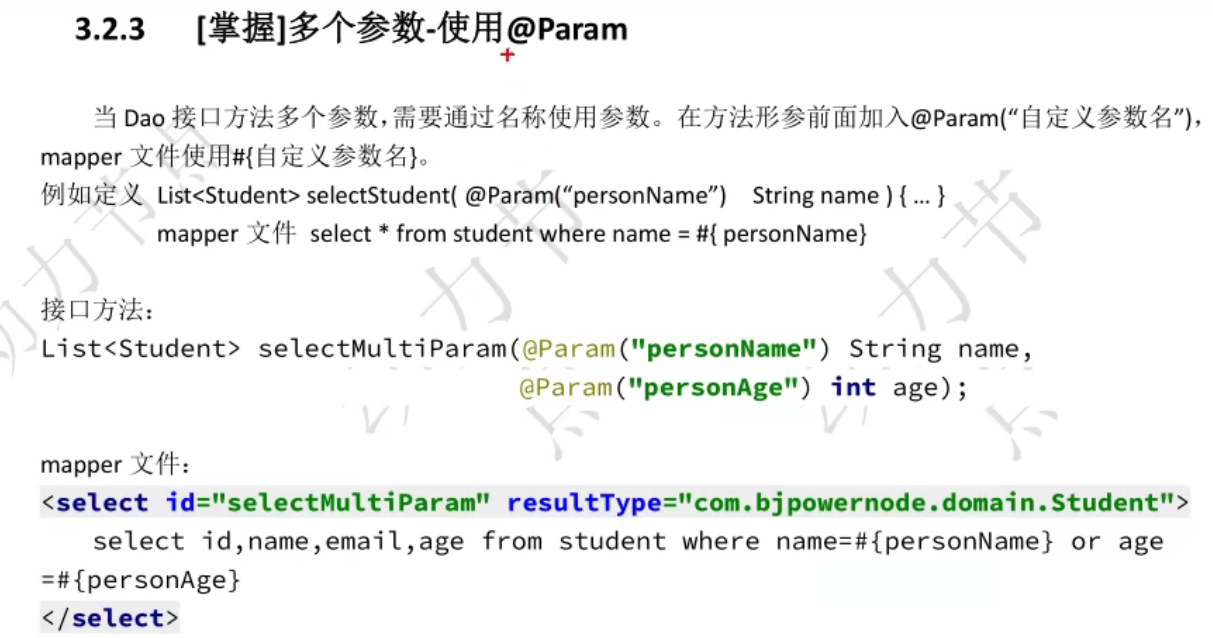 3.2.3 [掌握]多个参数-使用@Param
当 Dao 接口方法多个参数,需要通过名称使用参数。在方法形参前面加入@Param(“自定义参数名”),
mapper 文件使用#{自定义参数名}。
例如定义 List<Student> selectStudent( @Param(“personName”) String name ) { … }
mapper 文件 select * from student where name = #{ personName}
接口方法:
List<Student> selectMultiParam(@Param("personName") String name,
@Param("personAge") int age);
mapper 文件:
<select id="selectMultiParam" resultType="com.bjpowernode.domain.Student">
select id,name,email,age from student where name=#{personName} or age
=#{personAge}
</select>